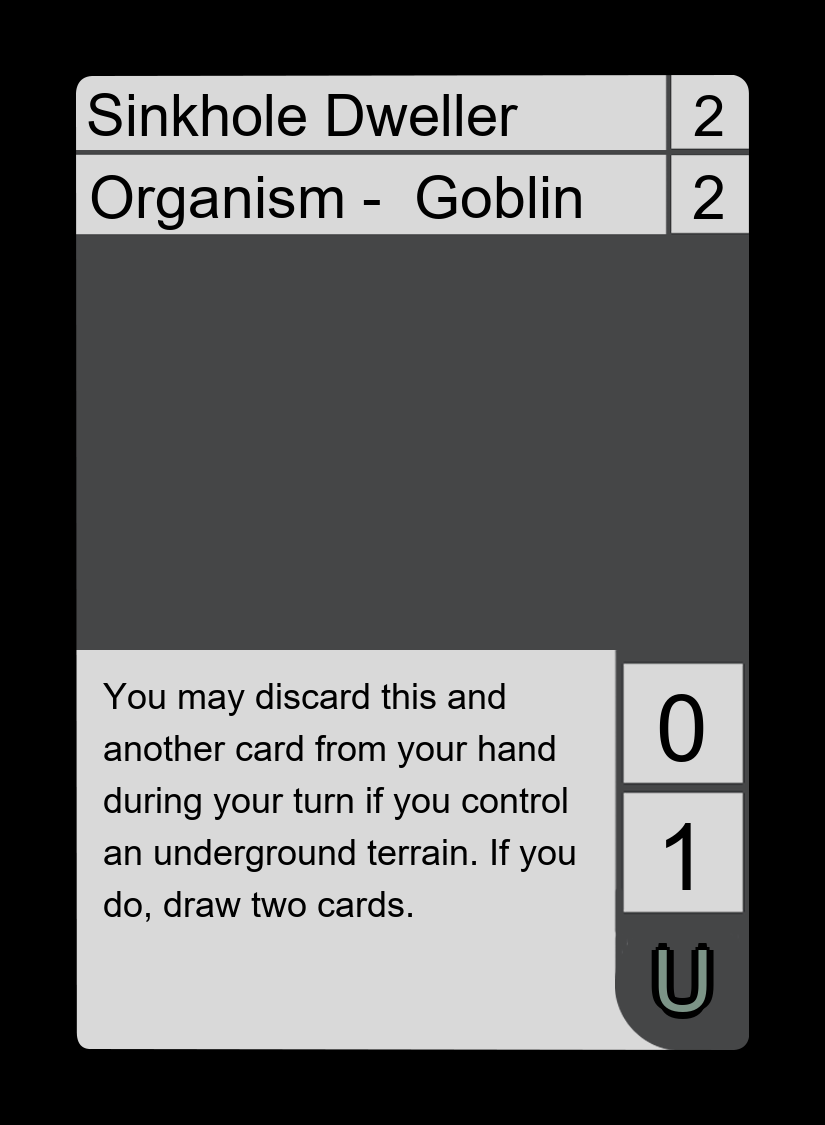 Sinkhole Dweller 2
Organism - Goblin 2
You may discard this and
another card from your hand
during your turn if you control
an underground terrain. If you
do, draw two cards.
0
1
U